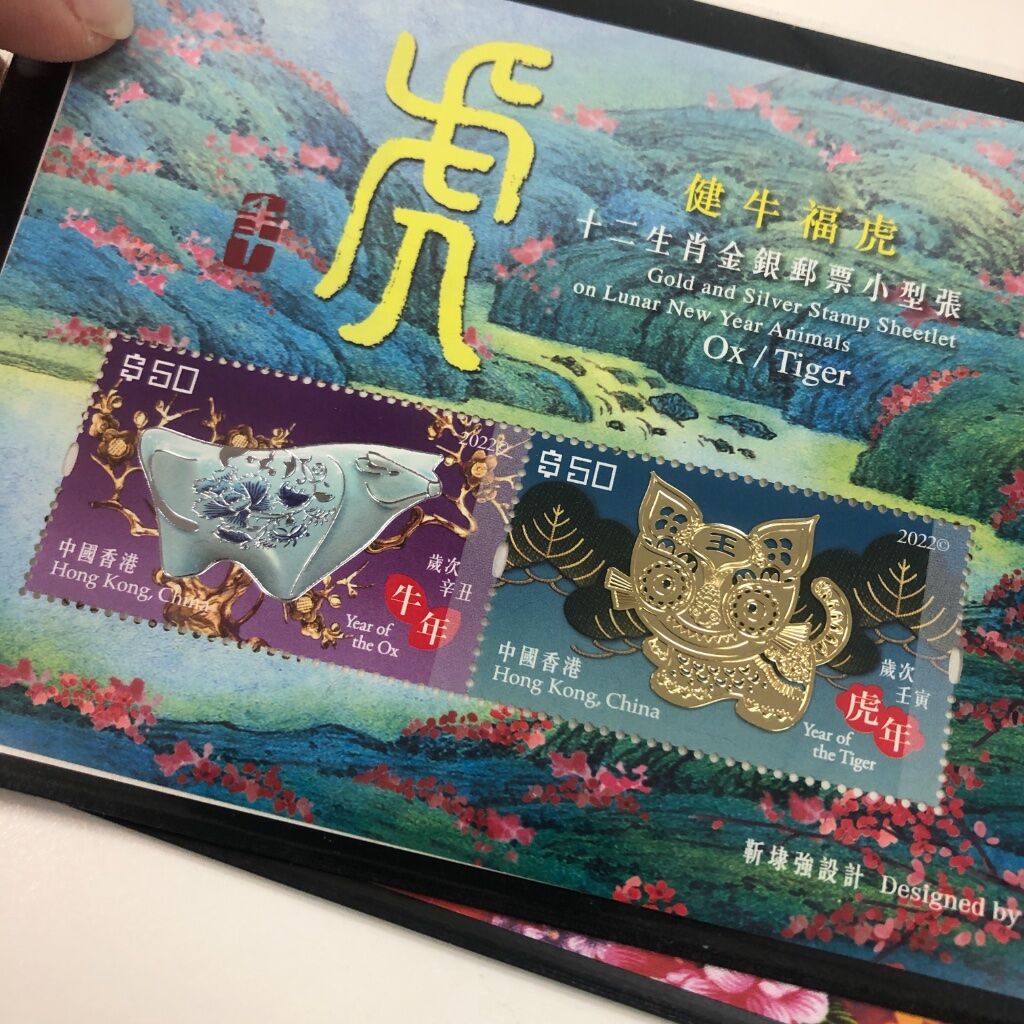 虎
健牛福虎
十二生肖金銀郵票小型張
Gold and Silver Stamp Sheetlet
on Lunar New Year Animals
Ox / Tiger
$50
2022©
中國香港
Hong Kong, China
歲次
辛丑
牛年
Year of
the Ox
$50
2022©
王
中國香港
Hong Kong, China
歲次
壬寅
虎年
Year of
the Tiger
靳埭強設計 Designed by